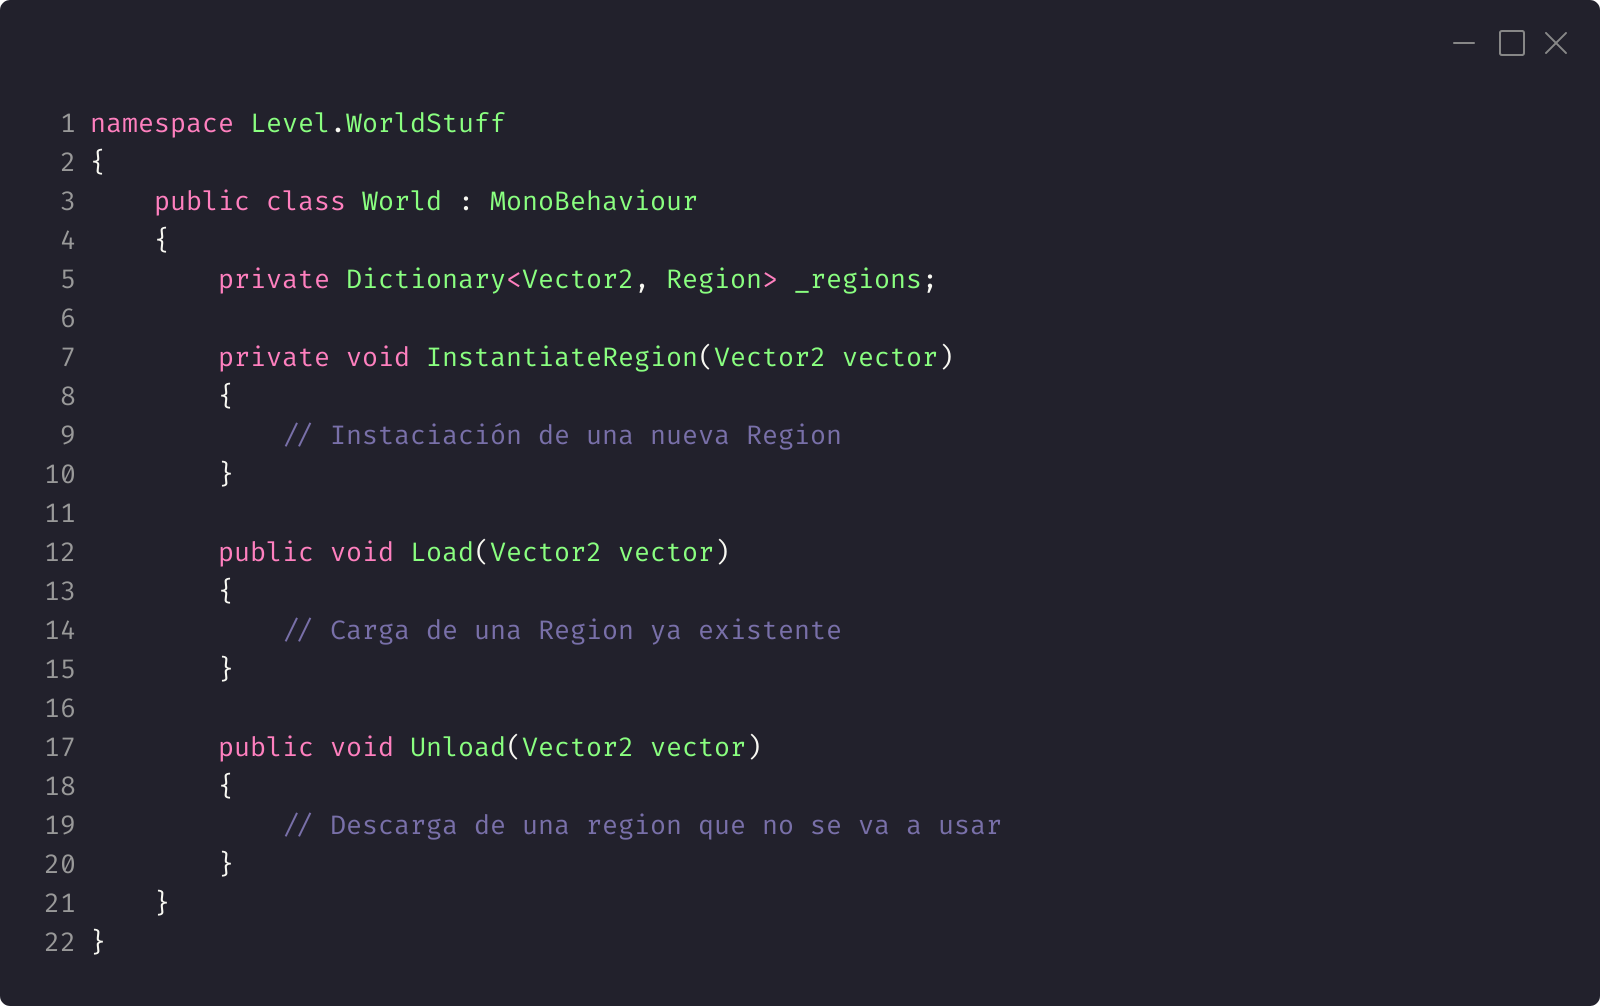 1 namespace Level.WorldStuff
2 {
3     public class World : MonoBehaviour
4     {
5         private Dictionary<Vector2, Region> _regions;
6
7         private void InstantiateRegion(Vector2 vector)
8         {
9             // Instaciación de una nueva Region
10         }
11
12         public void Load(Vector2 vector)
13         {
14             // Carga de una Region ya existente
15         }
16
17         public void Unload(Vector2 vector)
18         {
19             // Descarga de una region que no se va a usar
20         }
21     }
22 }